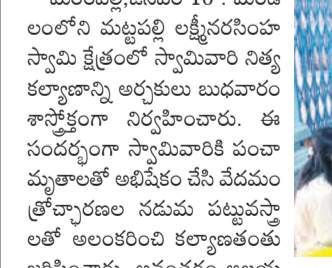 లంలోని మట్టపల్లి లక్ష్మీనరసింహ
స్వామి క్షేత్రంలో స్వామివారి నిత్య
కల్యాణాన్ని అర్చకులు బుధవారం
శాస్త్రోక్తంగా నిర్వహించారు. ఈ
సందర్భంగా స్వామివారికి పంచా
మృతాలతో అభిషేకం చేసి వేదమం
త్రోచ్ఛారణల నడుమ పట్టువస్త్రా
లతో అలంకరించి కల్యాణతంతు